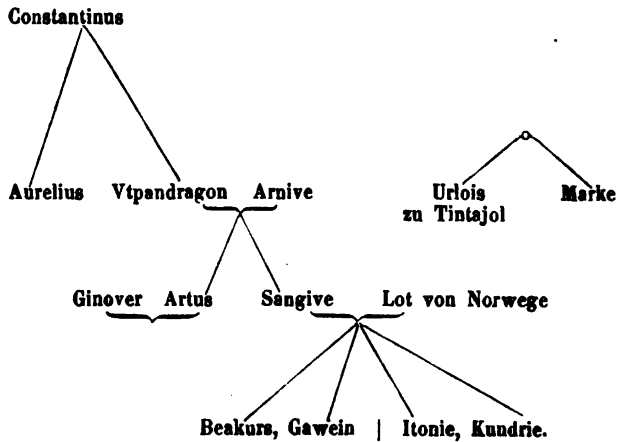 Constantinus
Aurelius Vtpandragon Arnive Urlois Marke
zu Tintajol
Ginover Artus Sangive Lot von Norwege
Beakurs, Gawein | Itonie, Kundrie.